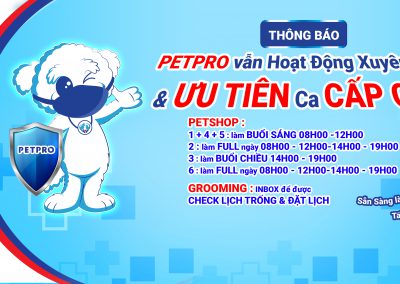 THÔNG BÁO
PETPRO vẫn Hoạt Động Xuyên
& ƯU TIÊN Ca CẤP
PETSHOP :
1 + 4 + 5 : làm BUỔI SÁNG 08H00 -12H00
2 : làm FULL ngày 08H00 - 12H00-14H00 - 19H00
3 : làm BUỔI CHIỀU 14H00 - 19H00
6 : làm FULL ngày 08H00 - 12H00-14H00 - 19H00
GROOMING : INBOX để được
CHECK LỊCH TRỐNG & ĐẶT LỊCH
PETPRO
Sẵn Sàng